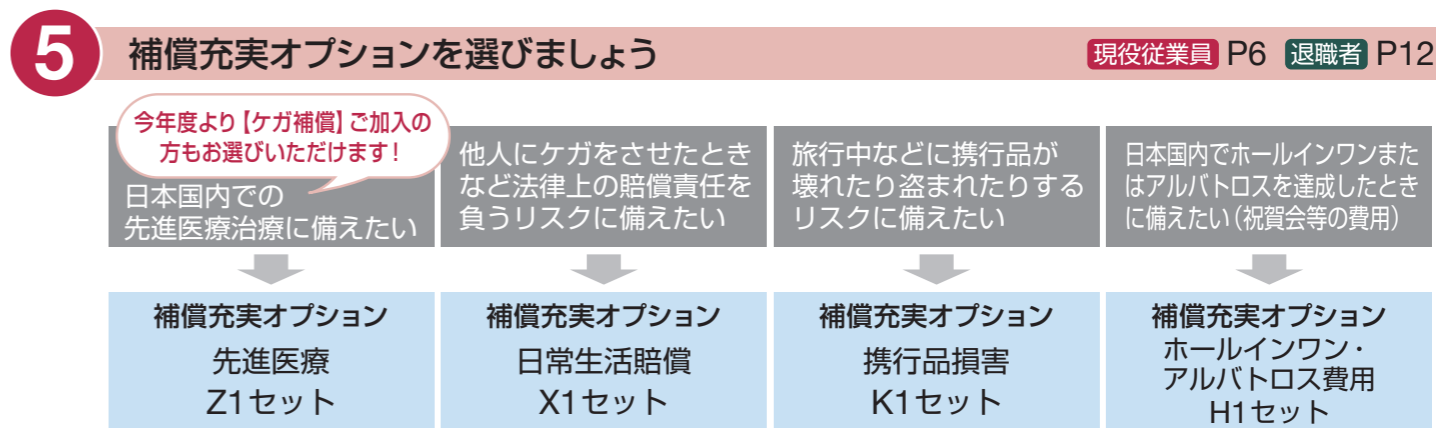 5 補償充実オプションを選びましょう 現役従業員 P6 退職者 P12
今年度より【ケガ補償】ご加入の
方もお選びいただけます！
日本国内での
先進医療治療に備えたい
他人にケガをさせたとき
など法律上の賠償責任を
負うリスクに備えたい
旅行中などに携行品が
壊れたり盗まれたりする
リスクに備えたい
日本国内でホールインワンまた
はアルバトロスを達成したとき
に備えたい（祝賀会等の費用）
補償充実オプション
先進医療
Z1セット
補償充実オプション
日常生活賠償
X1セット
補償充実オプション
携行品損害
K1セット
補償充実オプション
ホールインワン・
アルバトロス費用
H1セット